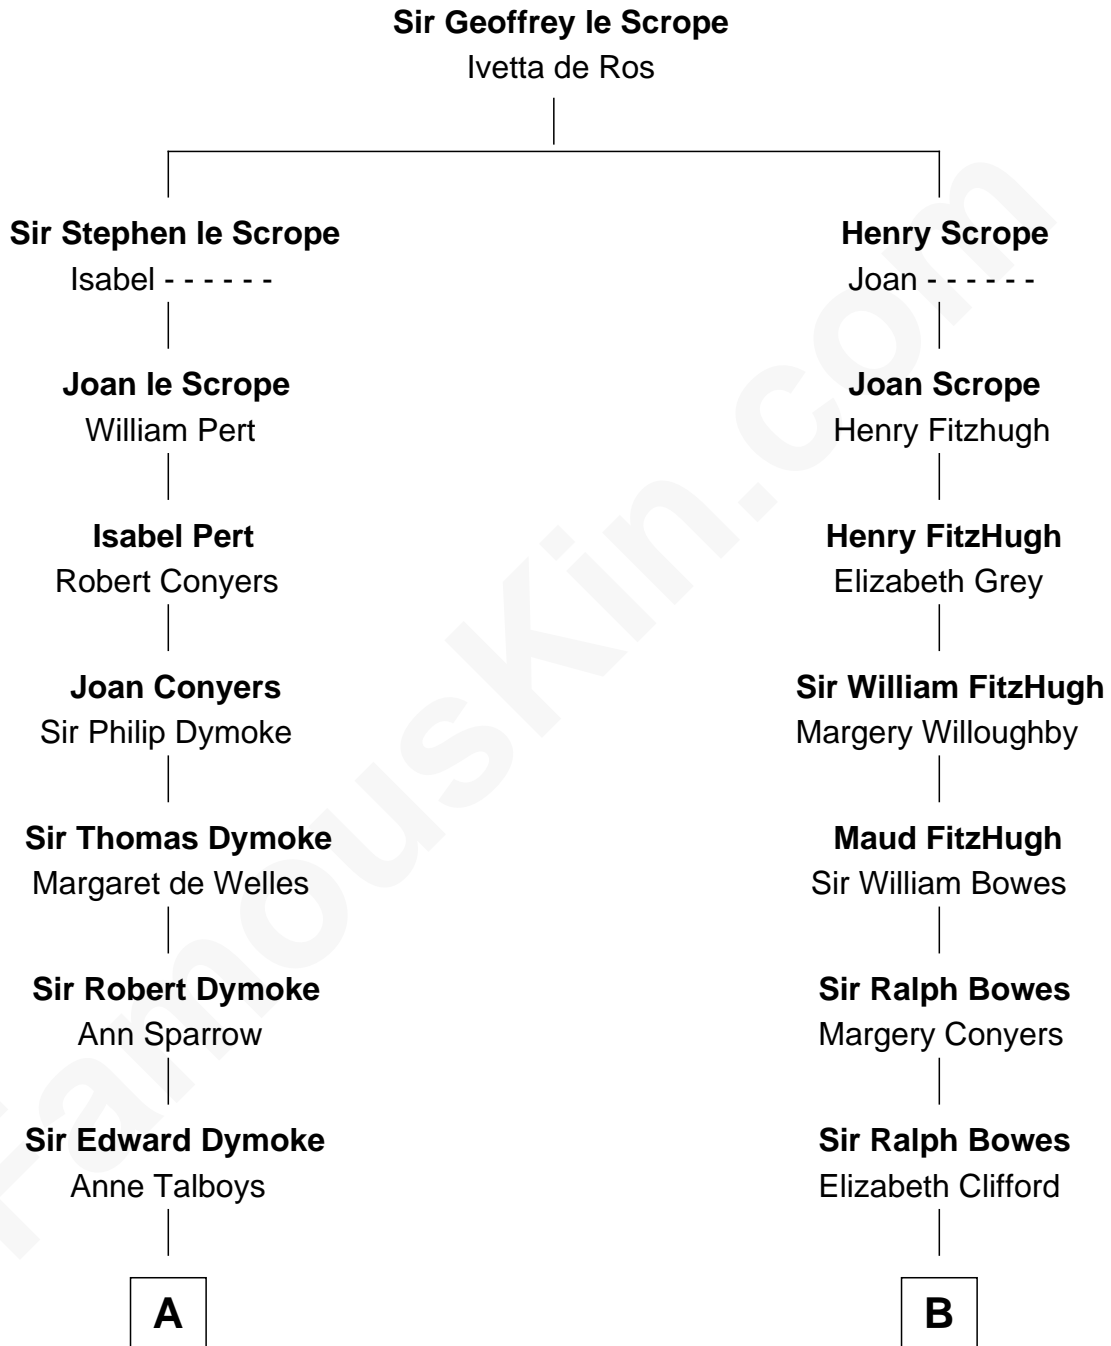 Sir Geoffrey le Scrope
Ivetta de Ros
Sir Stephen le Scrope
Isabel - - - - - -
Henry Scrope
Joan - - - - - -
Joan le Scrope
William Pert
Joan Scrope
Henry Fitzhugh
Isabel Pert
Robert Conyers
Henry FitzHugh
Elizabeth Grey
Joan Conyers
Sir Philip Dymoke
Sir William FitzHugh
Margery Willoughby
Sir Thomas Dymoke
Margaret de Welles
Maud FitzHugh
Sir William Bowes
Sir Robert Dymoke
Ann Sparrow
Sir Ralph Bowes
Margery Conyers
Sir Edward Dymoke
Anne Talboys
Sir Ralph Bowes
Elizabeth Clifford
A
B
FamousKin.com